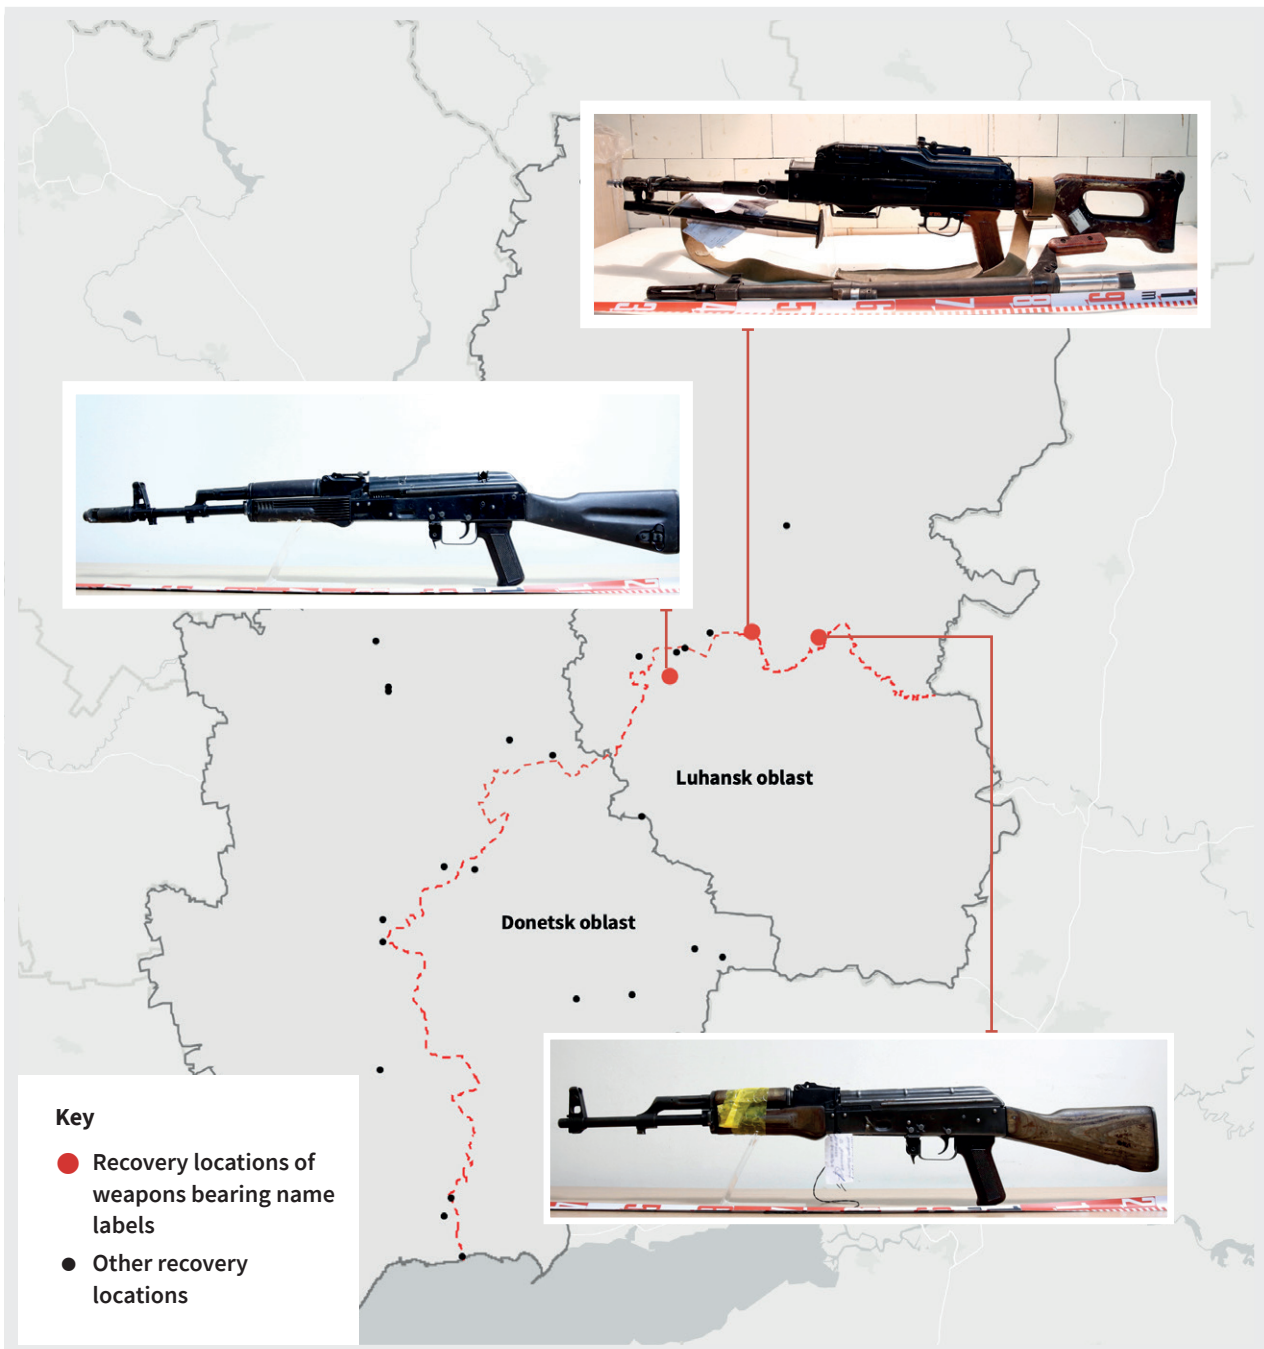 Luhansk oblast
Donetsk oblast
Key
Recovery locations of
weapons bearing name
labels
Other recovery
locations